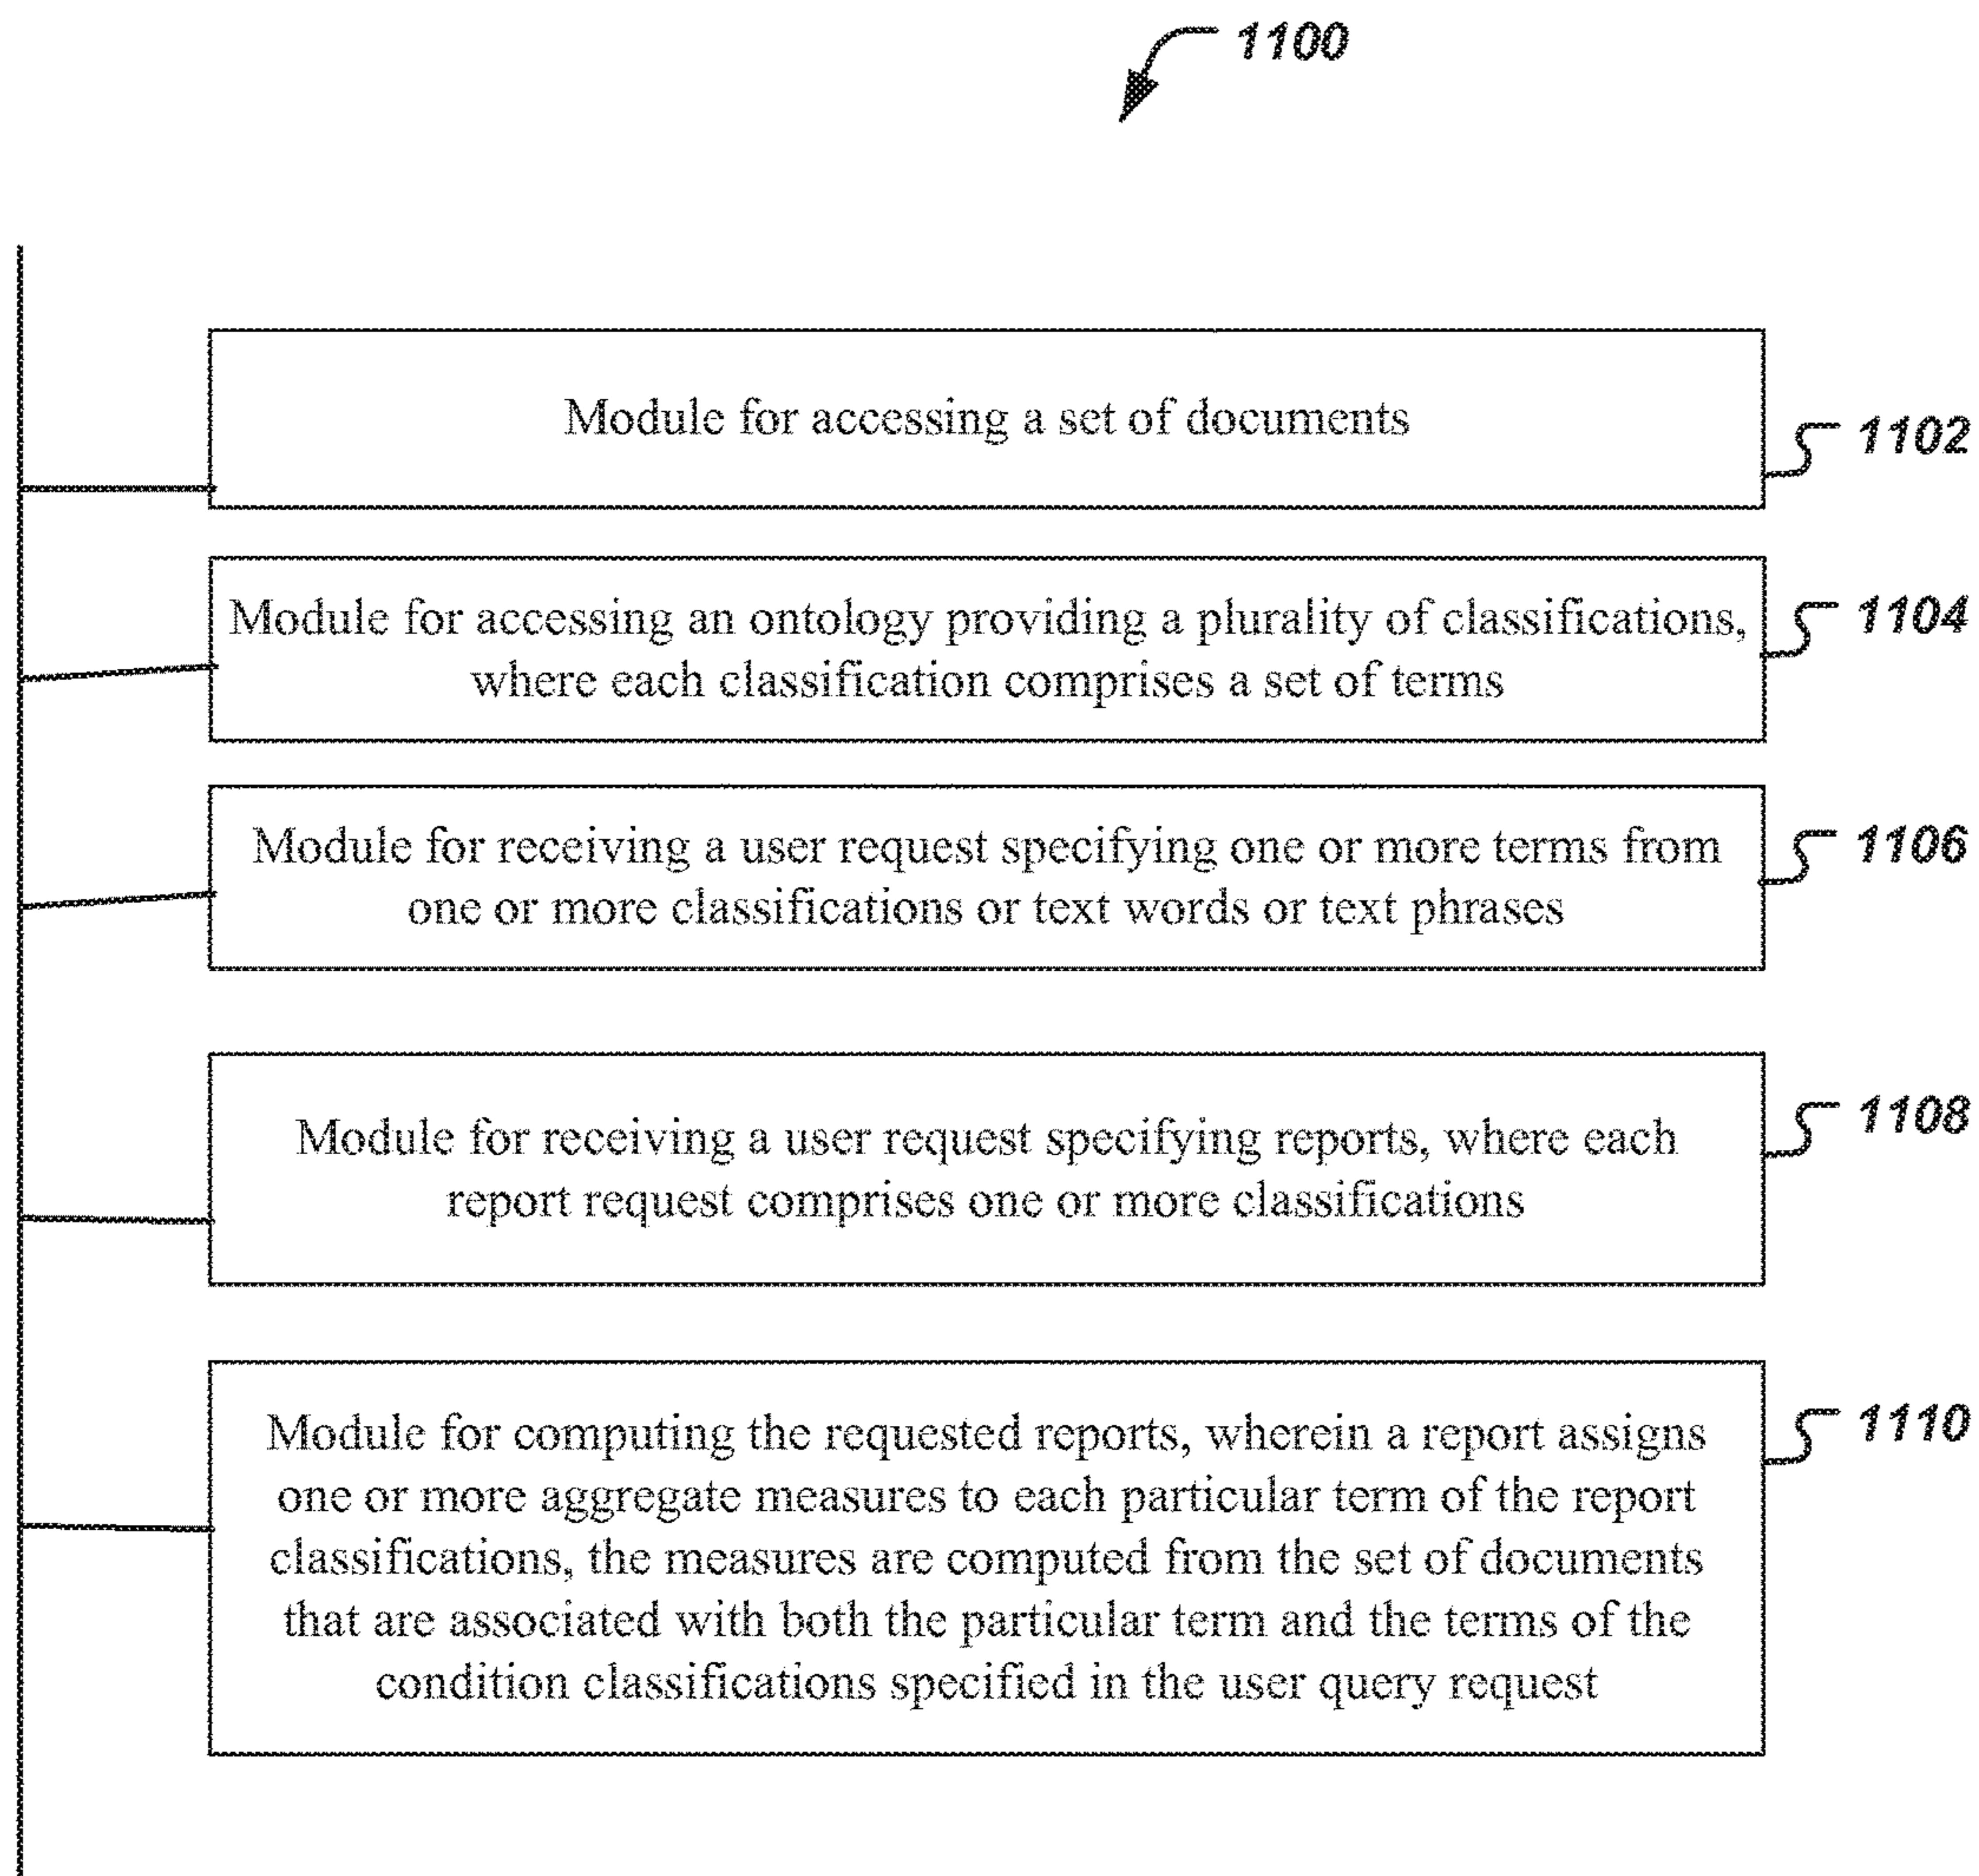 1100
Module for accessing a set of documents
1102
Module for accessing an ontology providing a plurality of classifications,
where each classification comprises a set of terms
1104
Module for receiving a user request specifying one or more terms from
one or more classifications or text words or text phrases
1106
Module for receiving a user request specifying reports, where each
report request comprises one or more classifications
1108
Module for computing the requested reports, wherein a report assigns
one or more aggregate measures to each particular term of the report
classifications, the measures are computed from the set of documents
that are associated with both the particular term and the terms of the
condition classifications specified in the user query request
1110